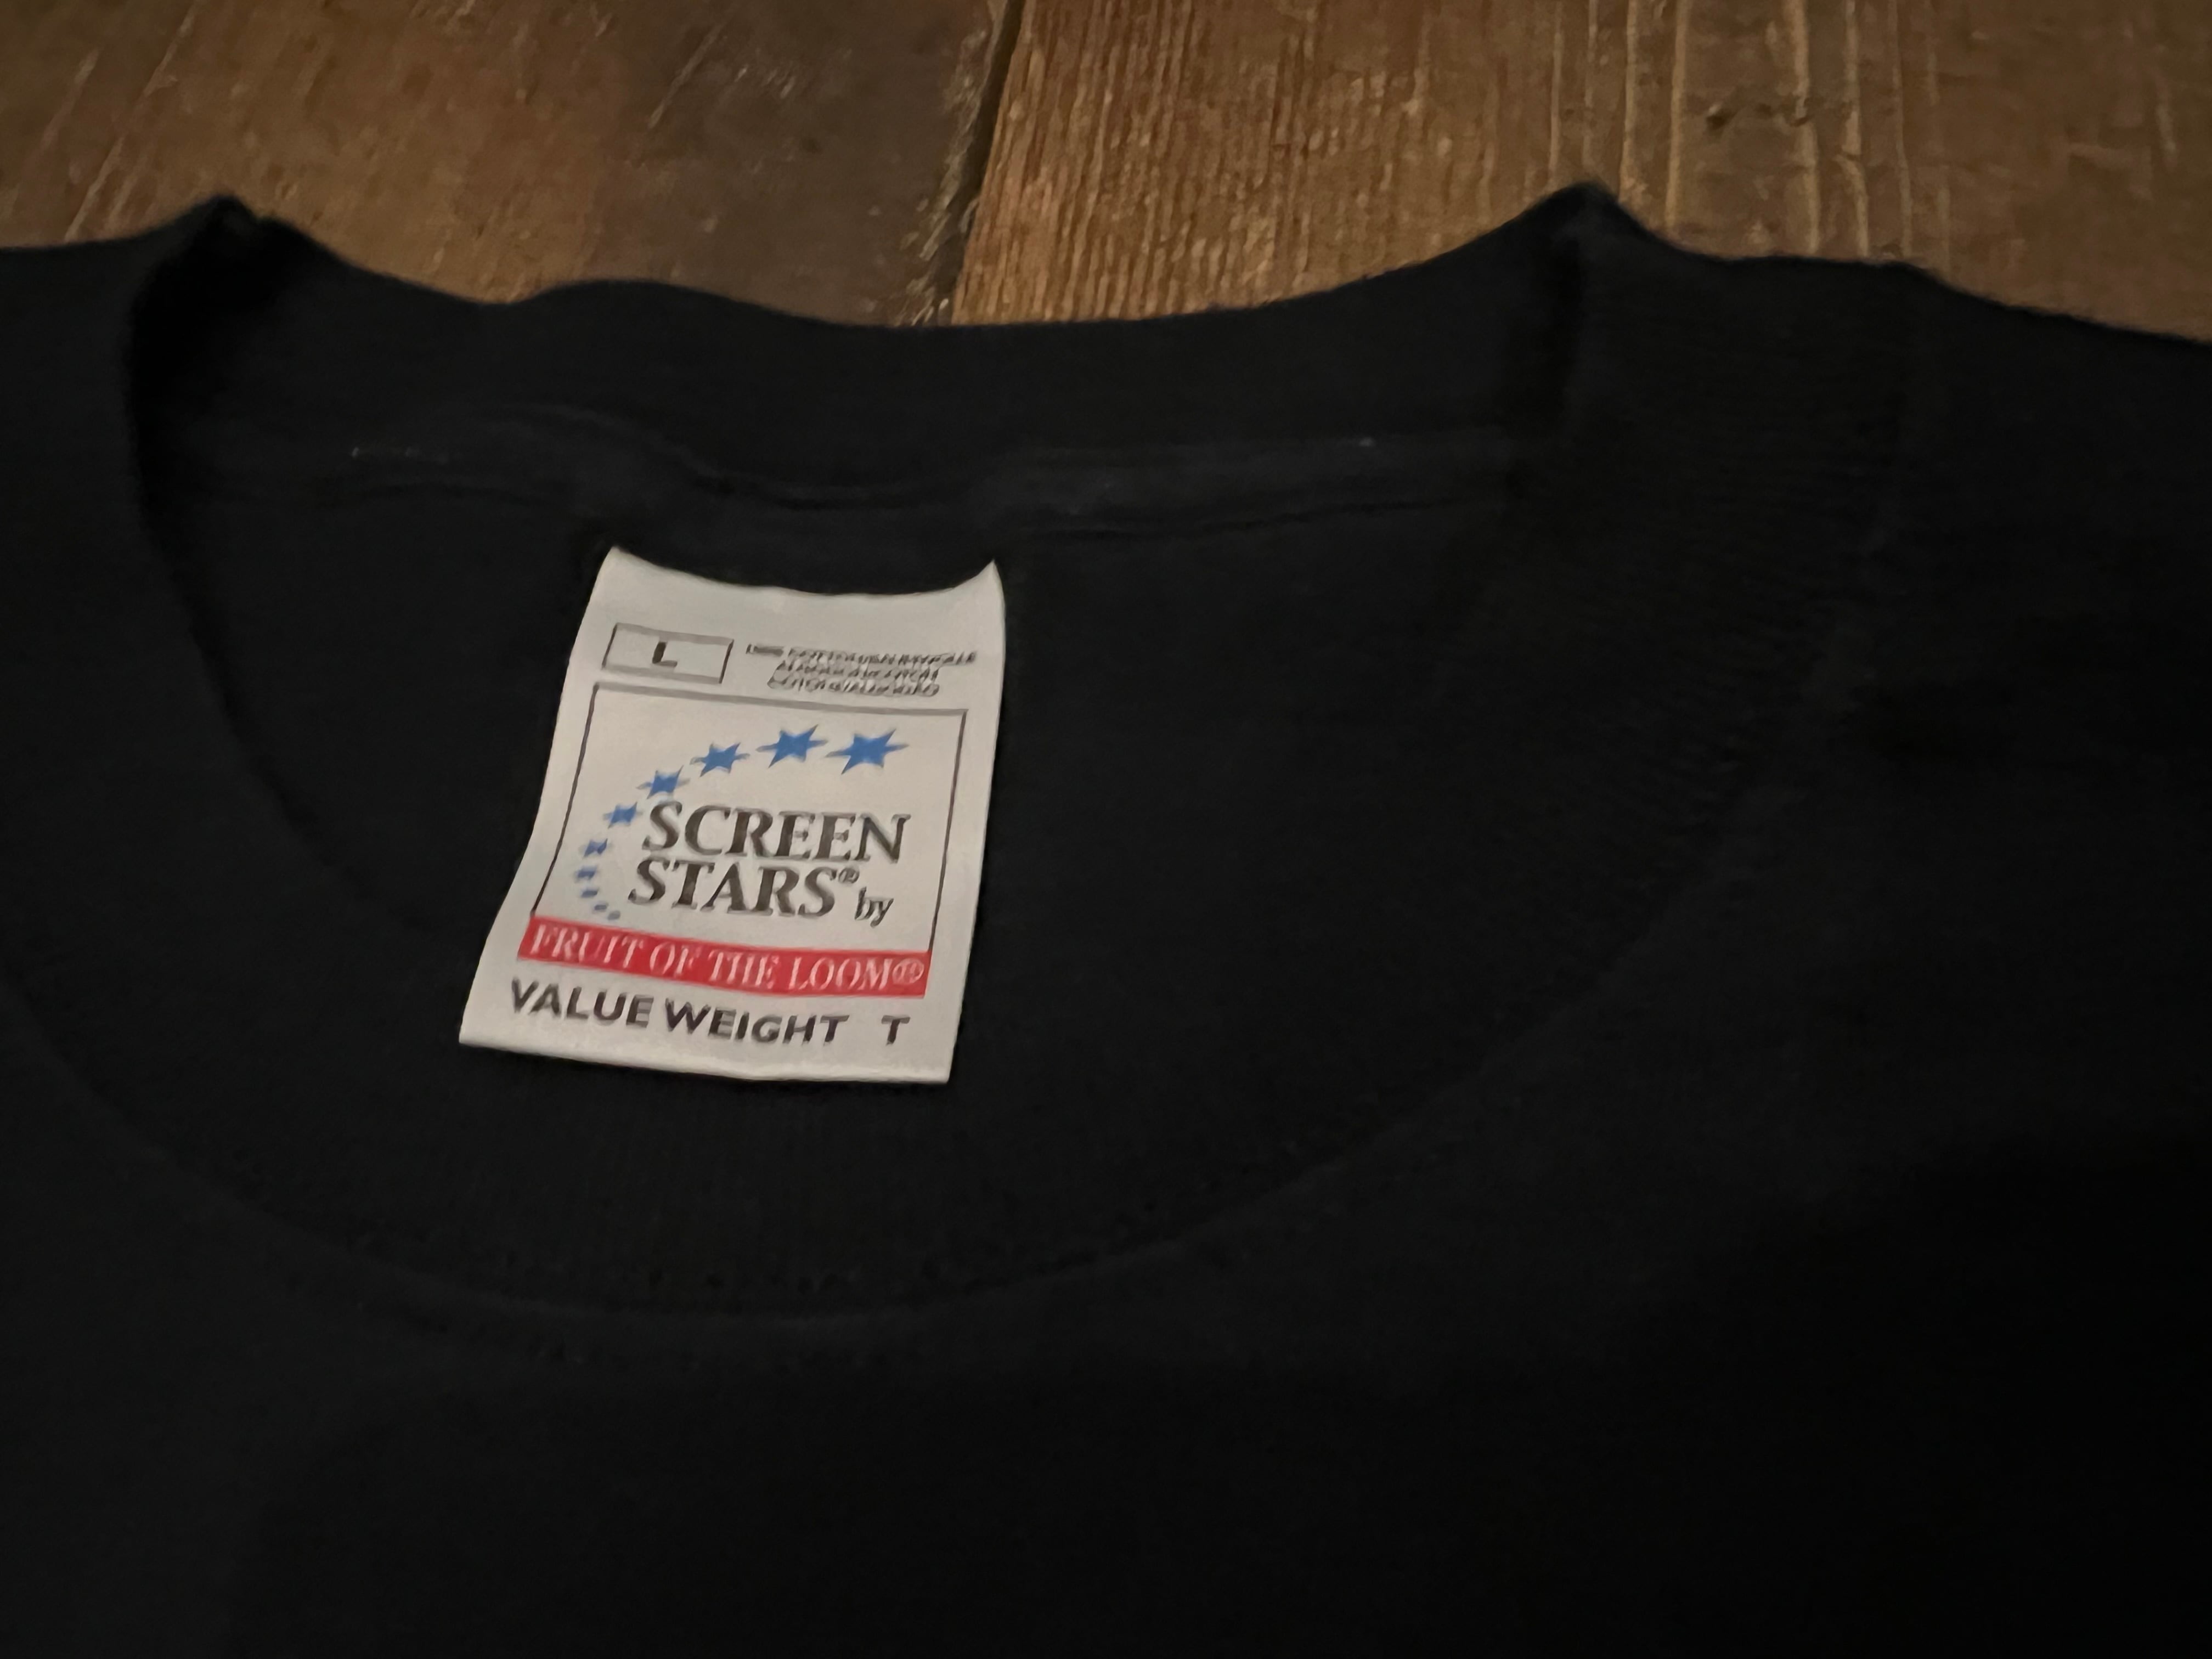 L
SCREEN
STARS® by
FRUIT OF THE LOOM®
VALUE WEIGHT T